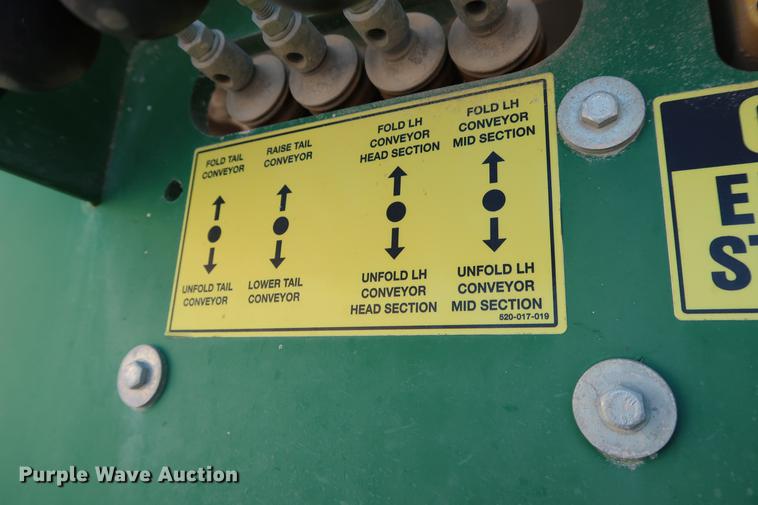 FOLD TAIL
CONVEYOR
RAISE TAIL
CONVEYOR
FOLD LH
CONVEYOR
HEAD SECTION
FOLD LH
CONVEYOR
MID SECTION
UNFOLD TAIL
CONVEYOR
LOWER TAIL
CONVEYOR
UNFOLD LH
CONVEYOR
HEAD SECTION
UNFOLD LH
CONVEYOR
MID SECTION
520-017-019
E
ST
Purple Wave Auction